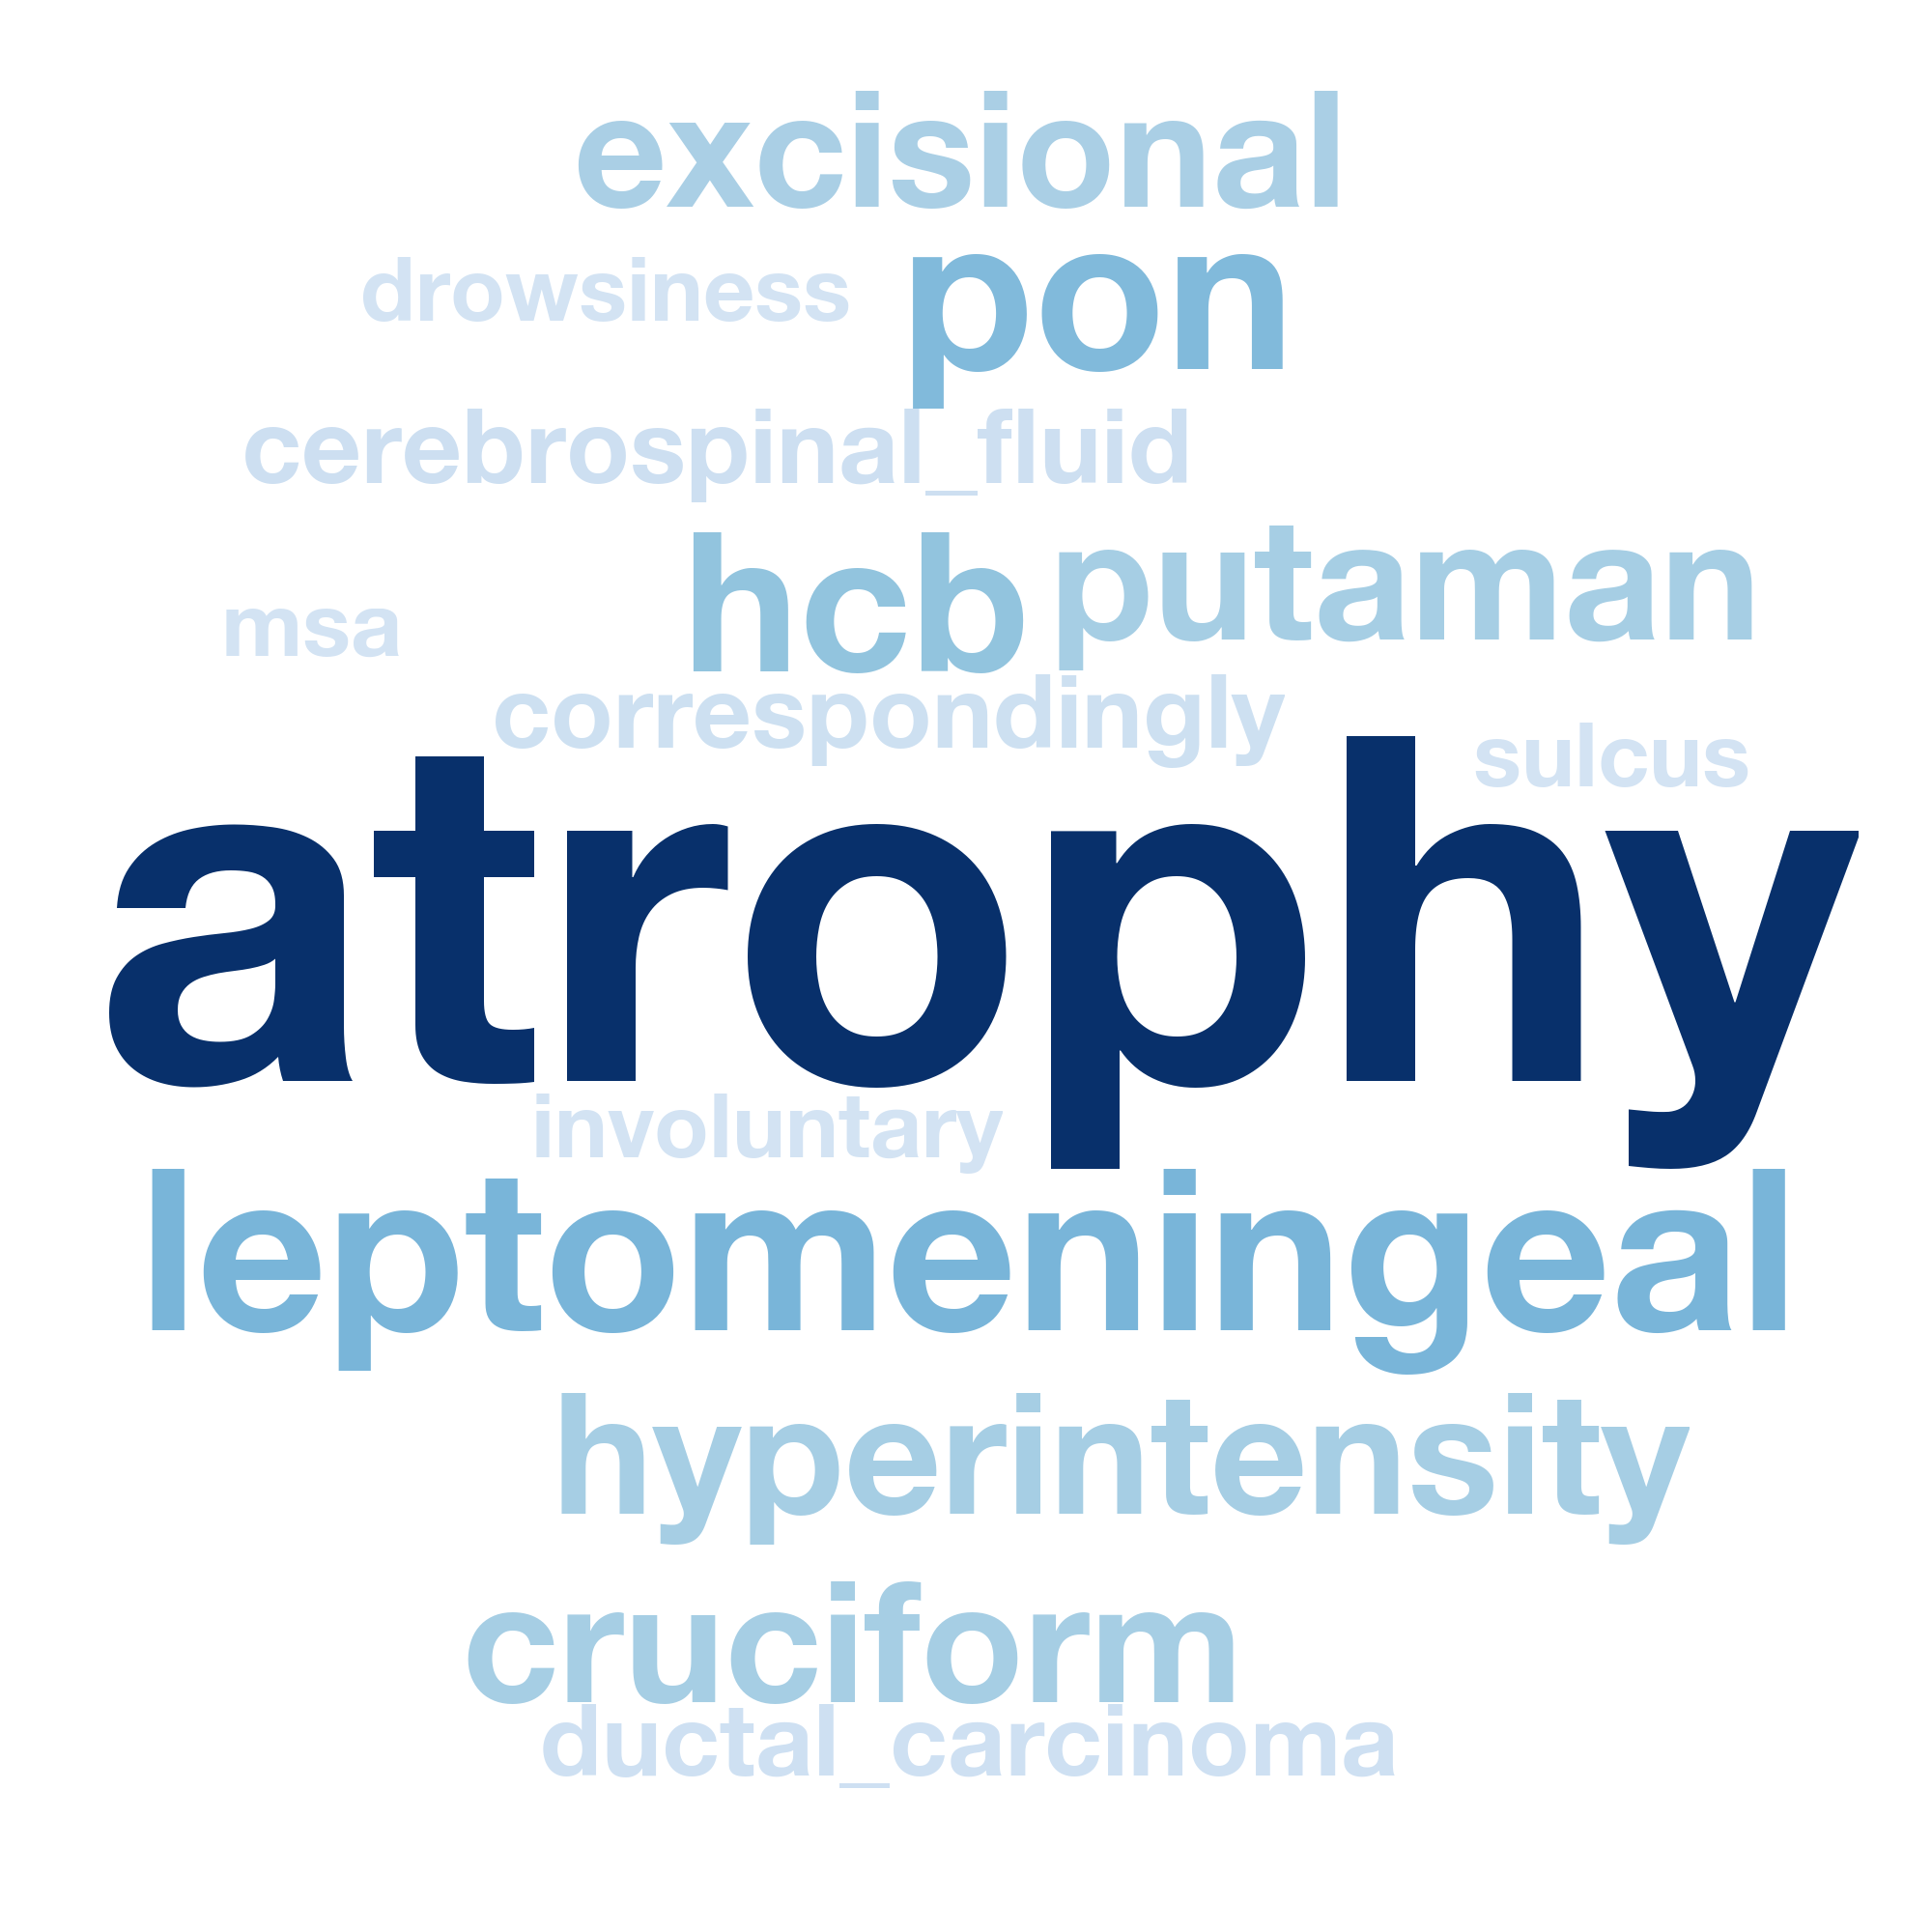 excisional
drowsiness pon
cerebrospinal_fluid
hcb putaman
msa
correspondingly
sulcus
atrophy
involuntary
leptomeningeal
hyperintensity
cruciform
ductal_carcinoma